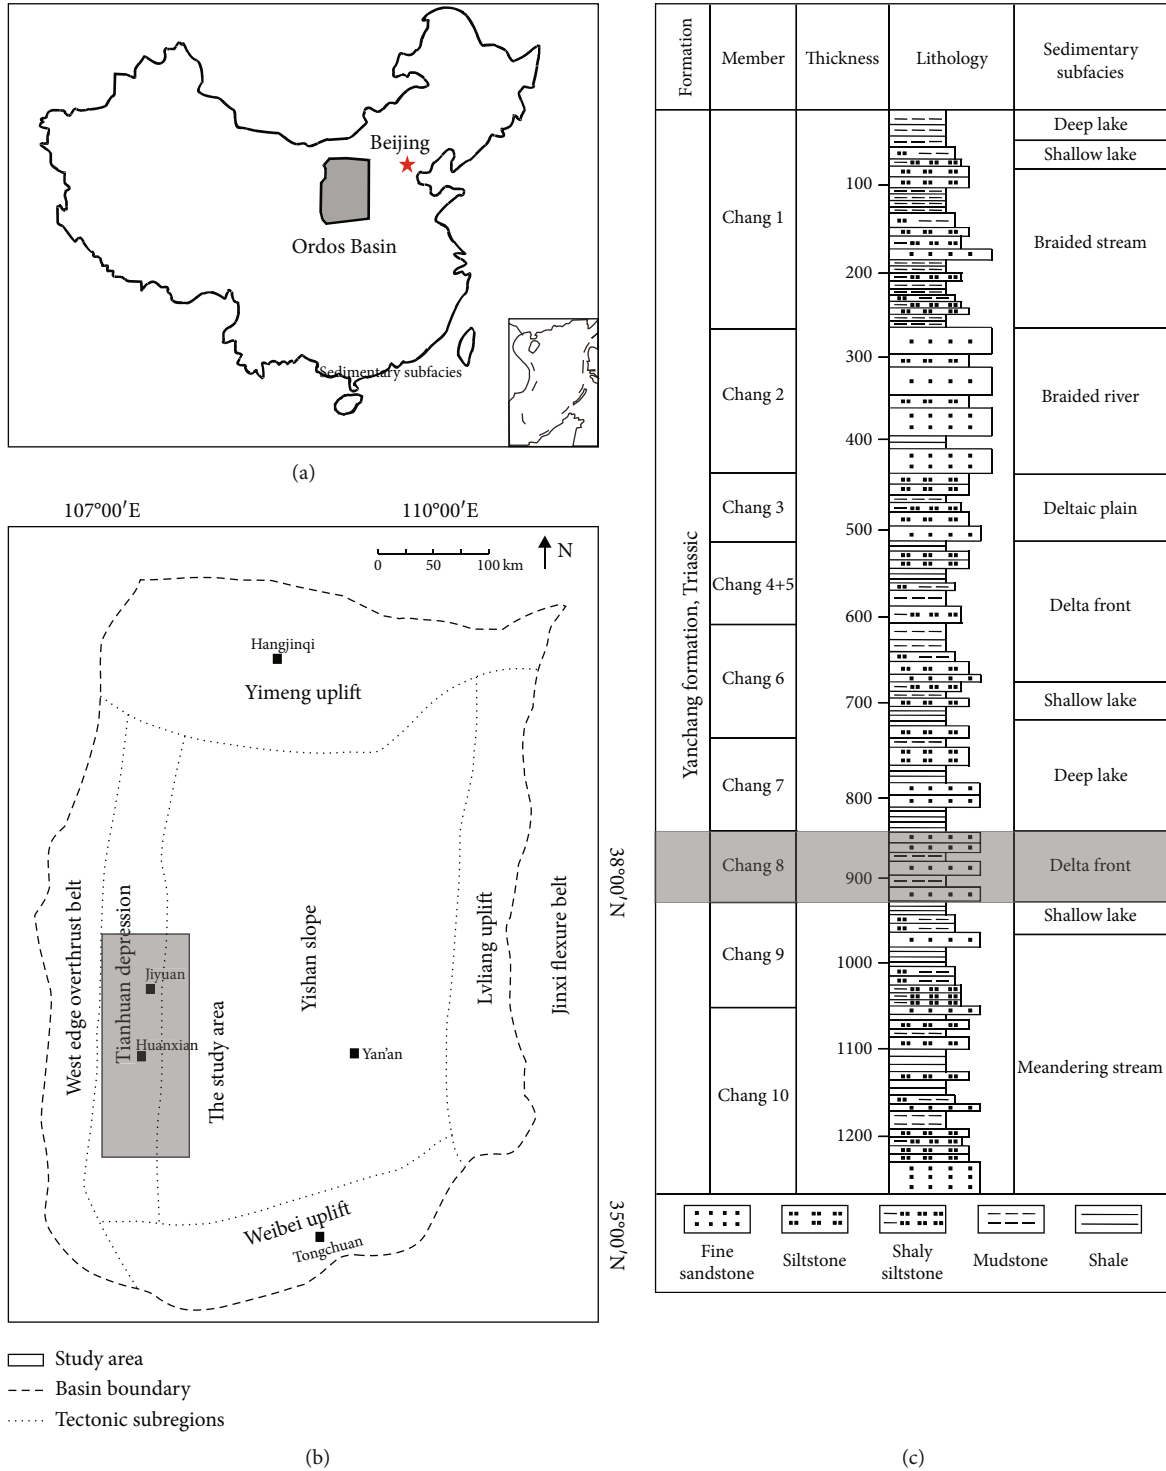 Beijing
Ordos Basin
Sedimentary subfacies
(a)
107°00′E
110°00′E
N
0
50
100 km
Hangjinqi
Yimeng uplift
West edge overthrust belt
Tianhuan depression
Jiyuan
Huanxian
The study area
Yishan slope
Yan'an
Lvliang uplift
Jinxi flexure belt
38°00′N
35°00′N
Weibei uplift
Tongchuan
Study area
Basin boundary
Tectonic subregions
(b)
Formation
Member
Thickness
Lithology
Sedimentary
subfacies
Yanchang formation, Triassic
Chang 1
Chang 2
Chang 3
Chang 4+5
Chang 6
Chang 7
Chang 8
Chang 9
Chang 10
100
200
300
400
500
600
700
800
900
1000
1100
1200
Deep lake
Shallow lake
Braided stream
Braided river
Deltaic plain
Delta front
Shallow lake
Deep lake
Delta front
Shallow lake
Meandering stream
Fine
sandstone
Siltstone
Shaly
siltstone
Mudstone
Shale
(c)